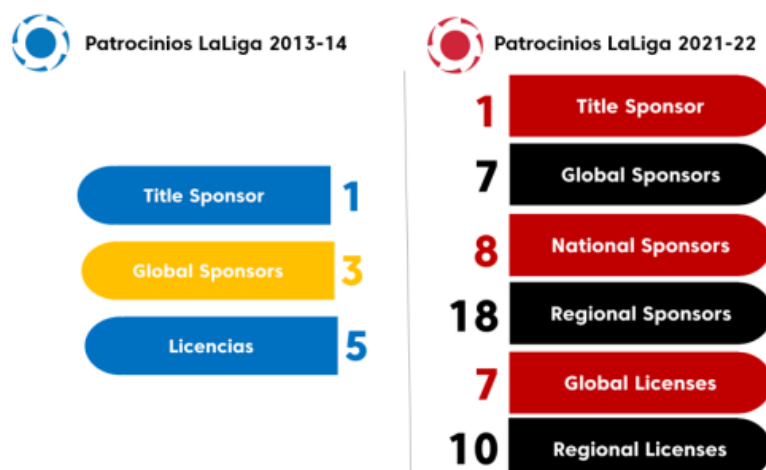 Patrocinios LaLiga 2013-14
Title Sponsor 1
Global Sponsors 3
Licencias 5
Patrocinios LaLiga 2021-22
1 Title Sponsor
7 Global Sponsors
8 National Sponsors
18 Regional Sponsors
7 Global Licenses
10 Regional Licenses